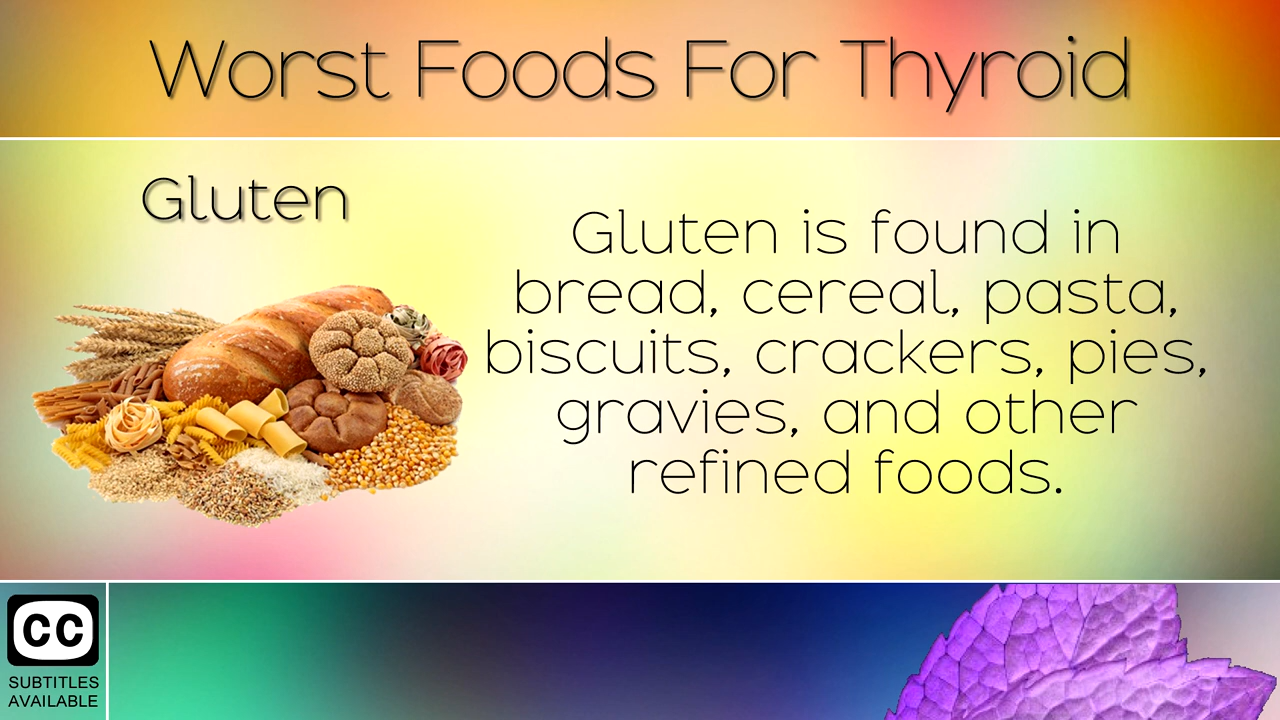 Worst Foods For Thyroid
Gluten
Gluten is found in
bread, cereal, pasta,
biscuits, crackers, pies,
gravies, and other
refined foods.
CC
SUBTITLES
AVAILABLE